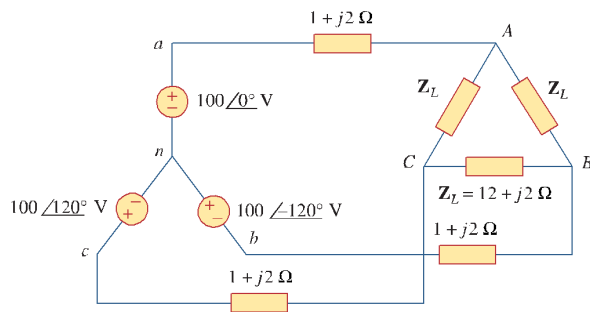 1 + j2 Ω
A
a
Z_L
Z_L
+
−
100 /0° V
n
C
B
Z_L = 12 + j2 Ω
100 /120° V
−
+
+
−
100 /−120° V
1 + j2 Ω
b
c
1 + j2 Ω